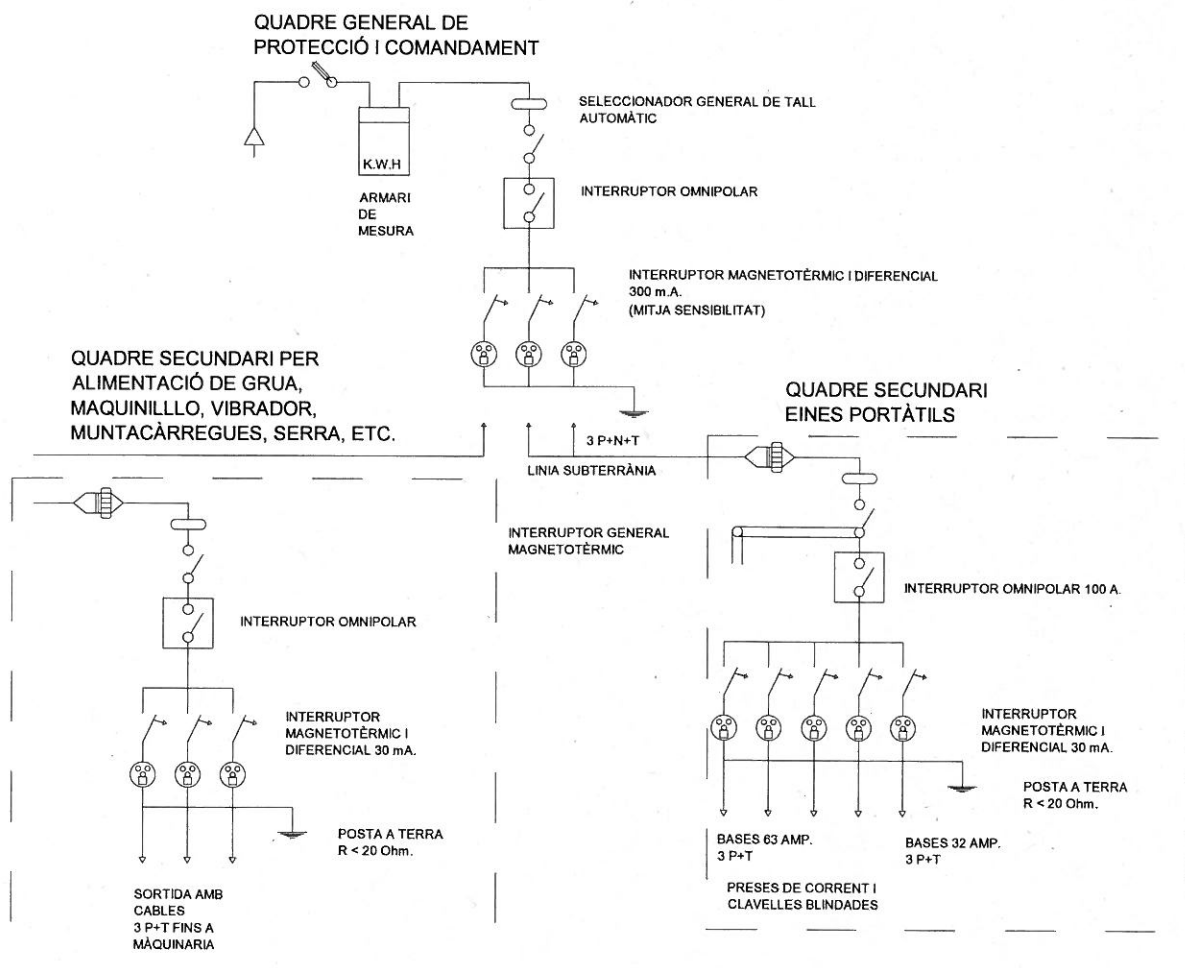 QUADRE GENERAL DE
PROTECCIÓ I COMANDAMENT
SELECCIONADOR GENERAL DE TALL
AUTOMÀTIC
K.W.H
ARMARI
DE
MESURA
INTERRUPTOR OMNIPOLAR
INTERRUPTOR MAGNETOTÈRMIC I DIFERENCIAL
300 m.A.
(MITJA SENSIBILITAT)
QUADRE SECUNDARI PER
ALIMENTACIÓ DE GRUA,
MAQUINILLLO, VIBRADOR,
MUNTACÀRREGUES, SERRA, ETC.
QUADRE SECUNDARI
EINES PORTÀTILS
3 P+N+T
LINIA SUBTERRÀNIA
INTERRUPTOR GENERAL
MAGNETOTÈRMIC
INTERRUPTOR OMNIPOLAR 100 A.
INTERRUPTOR OMNIPOLAR
INTERRUPTOR
MAGNETOTÈRMIC I
DIFERENCIAL 30 mA.
INTERRUPTOR
MAGNETOTÈRMIC I
DIFERENCIAL 30 mA.
POSTA A TERRA
R < 20 Ohm.
POSTA A TERRA
R < 20 Ohm.
BASES 63 AMP.
3 P+T
BASES 32 AMP.
3 P+T
PRESES DE CORRENT I
CLAVELLES BLINDADES
SORTIDA AMB
CABLES
3 P+T FINS A
MÀQUINARIA